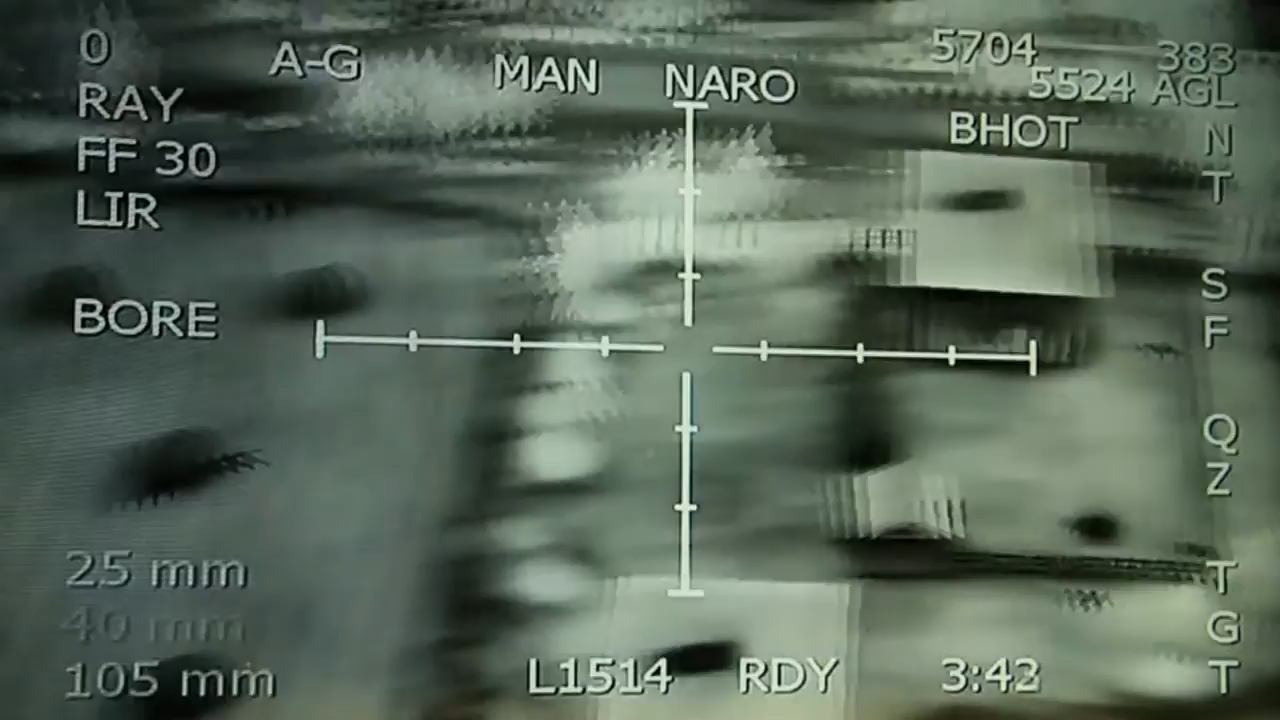 0 A-G MAN NARO 5704 383
RAY 5524 AGL
FF 30 BHOT N
LIR T
S
BORE F
Q
Z
25 mm T
40 mm G
105 mm L1514 RDY 3:43 T